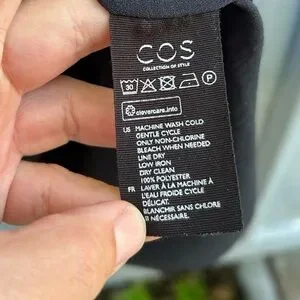 COS
COLLECTION OF STYLE
30 P
clevercare.info
US MACHINE WASH COLD
GENTLE CYCLE
ONLY NON-CHLORINE
BLEACH WHEN NEEDED
LINE DRY
LOW IRON
DRY CLEAN
100% POLYESTER
FR LAVER À LA MACHINE À
L'EAU FROIDE CYCLE
DÉLICAT.
BLANCHIR SANS CHLORE
SI NÉCESSAIRE.